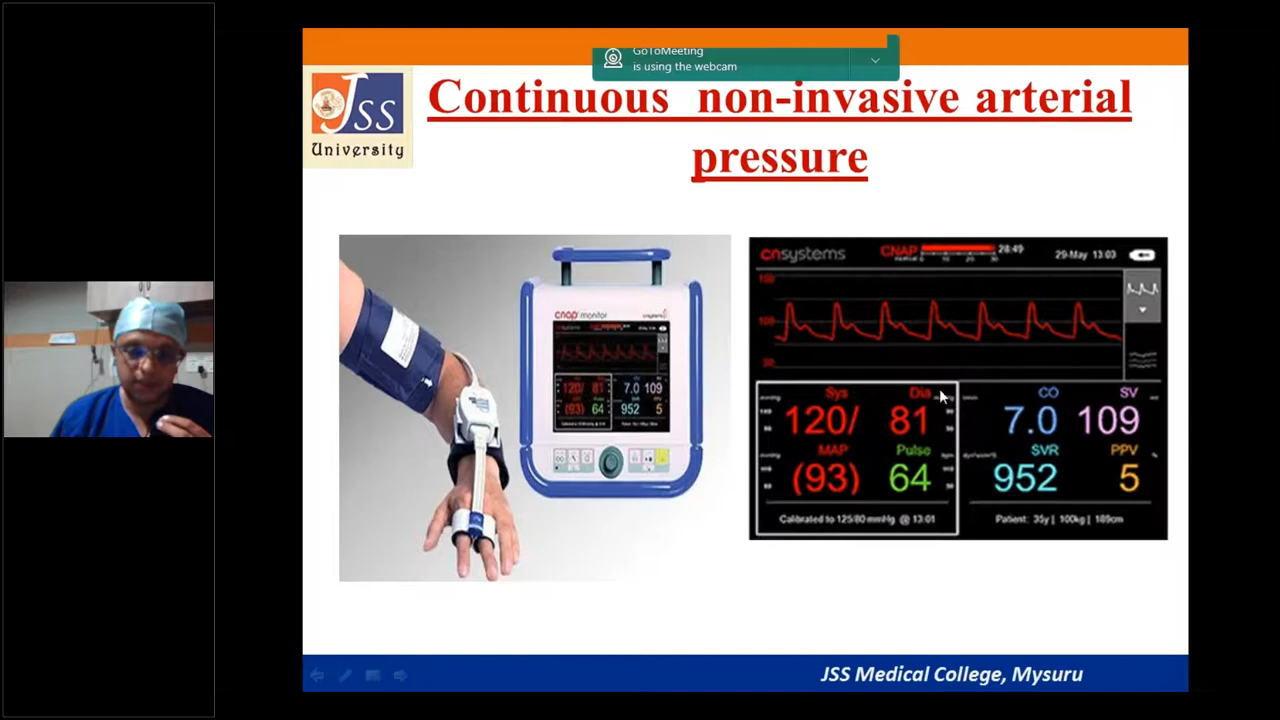 GoToMeeting
is using the webcam
JSS
University
Continuous non-invasive arterial
pressure
cnap monitor
cnsystems
CNAP
28:49
29-May 13:03
Sys
Dia
120/
81
MAP
Pulse
(93)
64
Calibrated to 125/80 mmHg @ 13:01
CO
SV
7.0
109
SVR
PPV
952
5
Patient: 35y | 100kg | 189cm
120/ 81
7.0 109
(93) 64
952 5
JSS Medical College, Mysuru